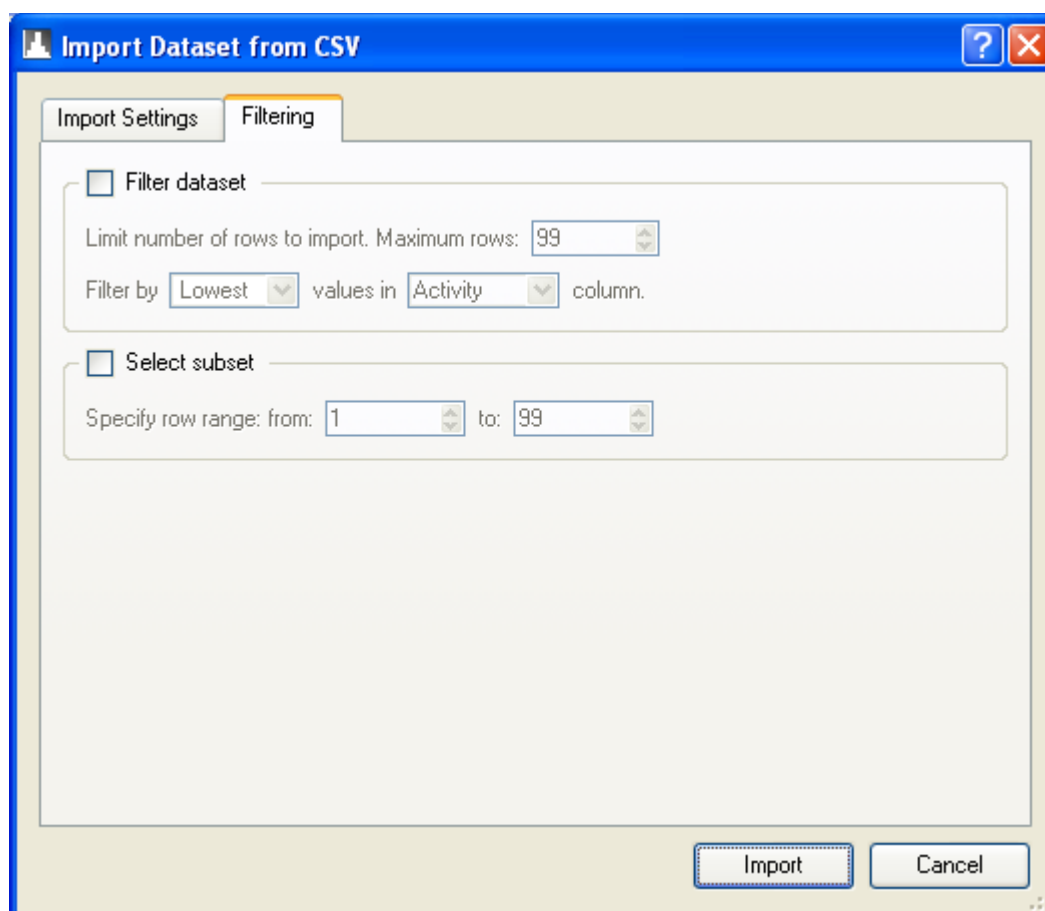 Import Dataset from CSV
Import Settings Filtering
Filter dataset
Limit number of rows to import. Maximum rows: 99
Filter by Lowest values in Activity column.
Select subset
Specify row range: from: 1 to: 99
Import Cancel